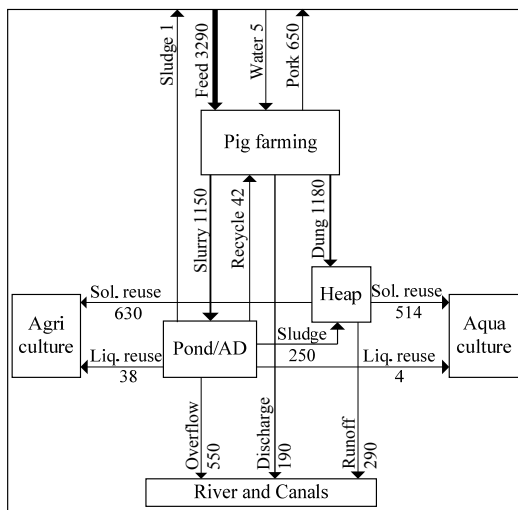 Sludge 1
Feed 3290
Water 5
Pork 650
Pig farming
Slurry 1150
Recycle 42
Dung 1180
Sol. reuse
630
Heap
Sol. reuse
514
Agri
culture
Aqua
culture
Pond/AD
Sludge
250
Liq. reuse
38
Liq. reuse
4
Overflow
550
Discharge
190
Runoff
290
River and Canals